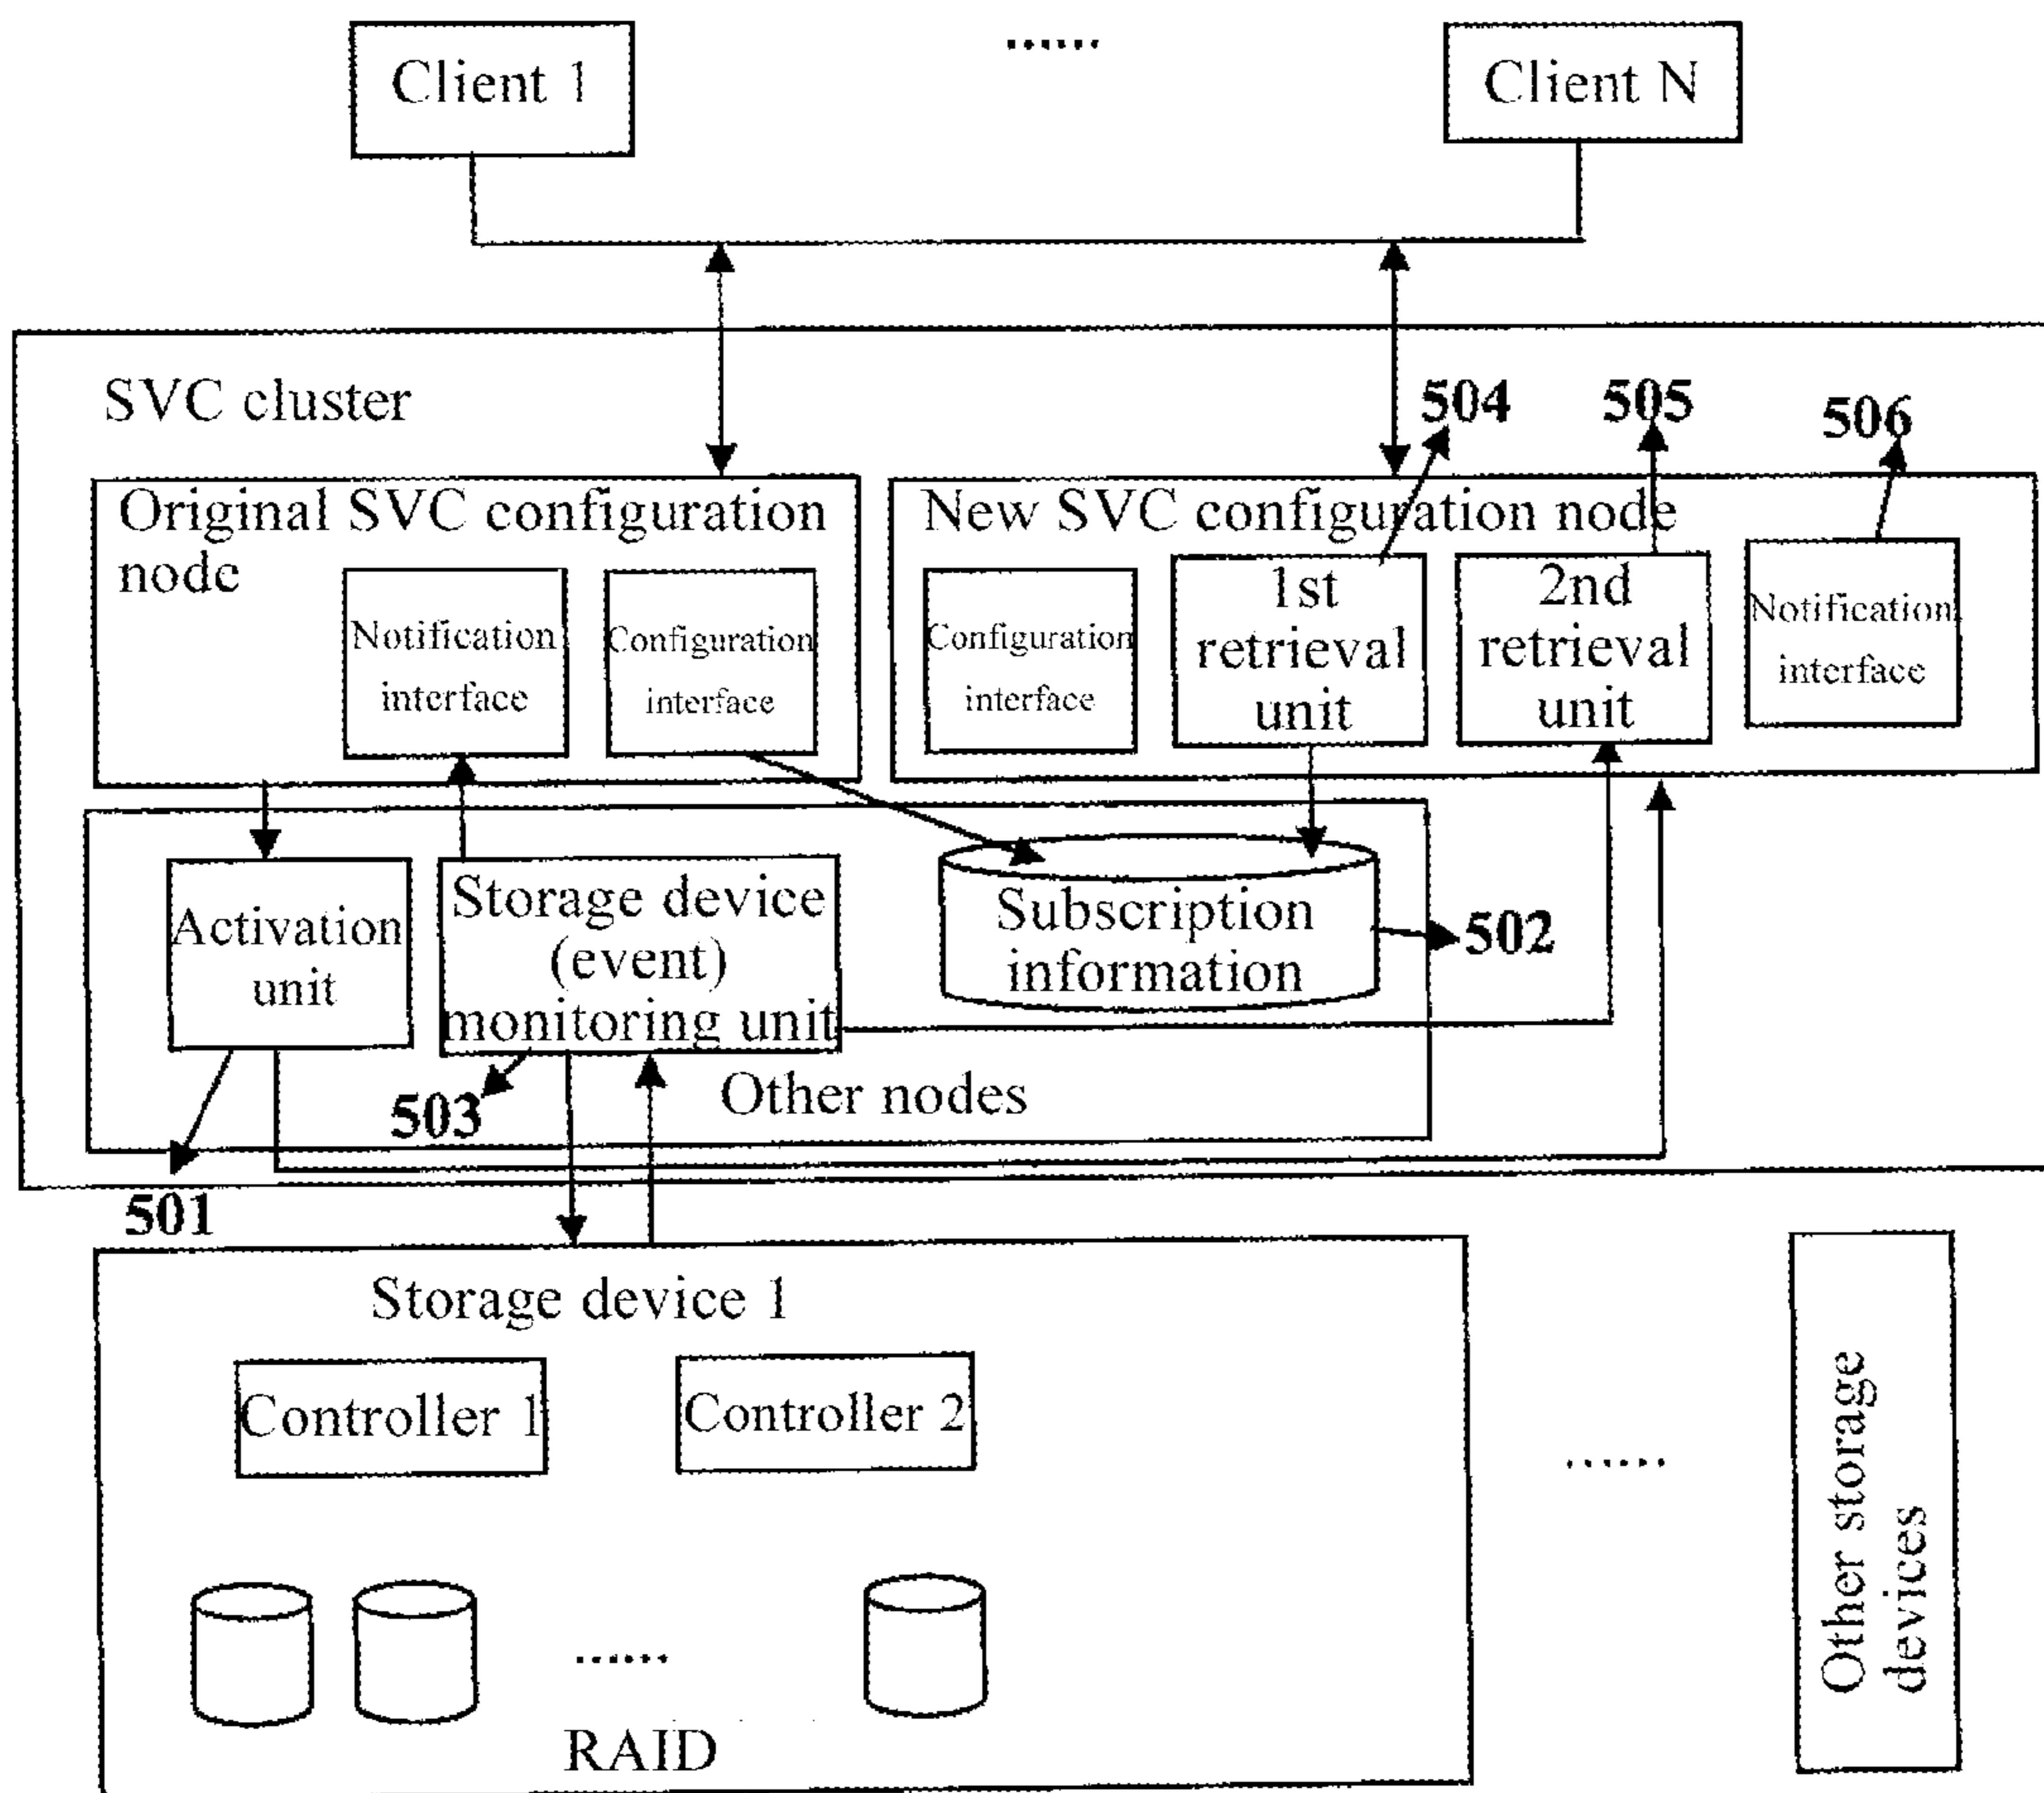 Client 1
......
Client N
SVC cluster
504
505
506
Original SVC configuration
node
New SVC configuration node
Notification
interface
Configuration
interface
Configuration
interface
1st
retrieval
unit
2nd
retrieval
unit
Notification
interface
Activation
unit
Storage device
(event)
monitoring unit
Subscription
information
502
503
Other nodes
501
Storage device 1
Controller 1
Controller 2
......
Other storage
devices
......
RAID